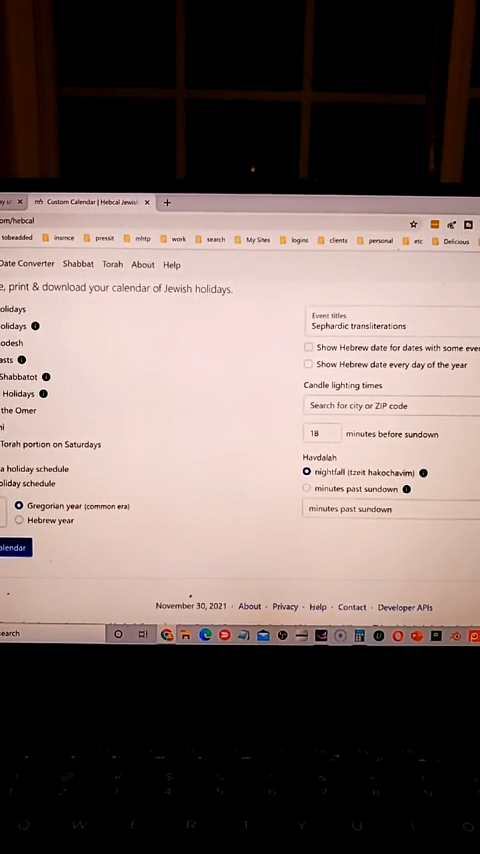 Custom Calendar | Hebcal Jewis
om/hebcal
tobeadded insrnce pressit mhtp work search My Sites logins clients personal etc Delicious
Date Converter Shabbat Torah About Help
e, print & download your calendar of Jewish holidays.
olidays
olidays
odesh
asts
Shabbatot
Holidays
the Omer
Torah portion on Saturdays
a holiday schedule
oliday schedule
Gregorian year (common era)
Hebrew year
alendar
Event titles
Sephardic transliterations
Show Hebrew date for dates with some eve
Show Hebrew date every day of the year
Candle lighting times
Search for city or ZIP code
18 minutes before sundown
Havdalah
nightfall (tzeit hakochavim)
minutes past sundown
minutes past sundown
November 30, 2021 · About · Privacy · Help · Contact · Developer APIs
earch
Q W E R T Y U I O